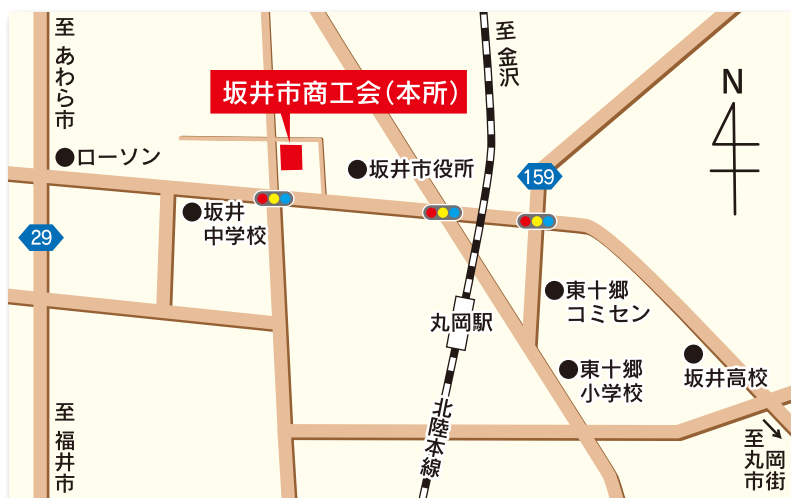 至 あわら市
至 金沢
坂井市商工会（本所）
N
ローソン
坂井市役所
159
坂井
中学校
29
東十郷
コミセン
丸岡駅
東十郷
小学校
坂井高校
至 福井市
北陸本線
至丸岡市街